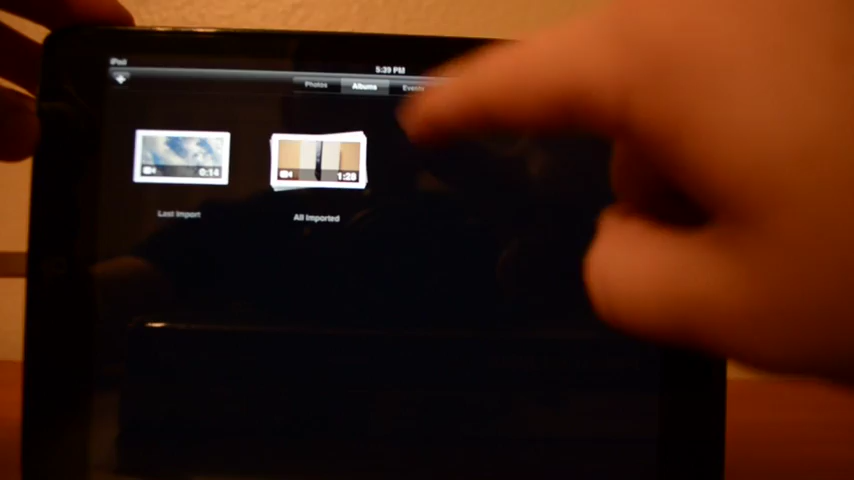 iPod
5:39 PM
Photos
Albums
Events
0:14
1:28
Last Import
All Imported